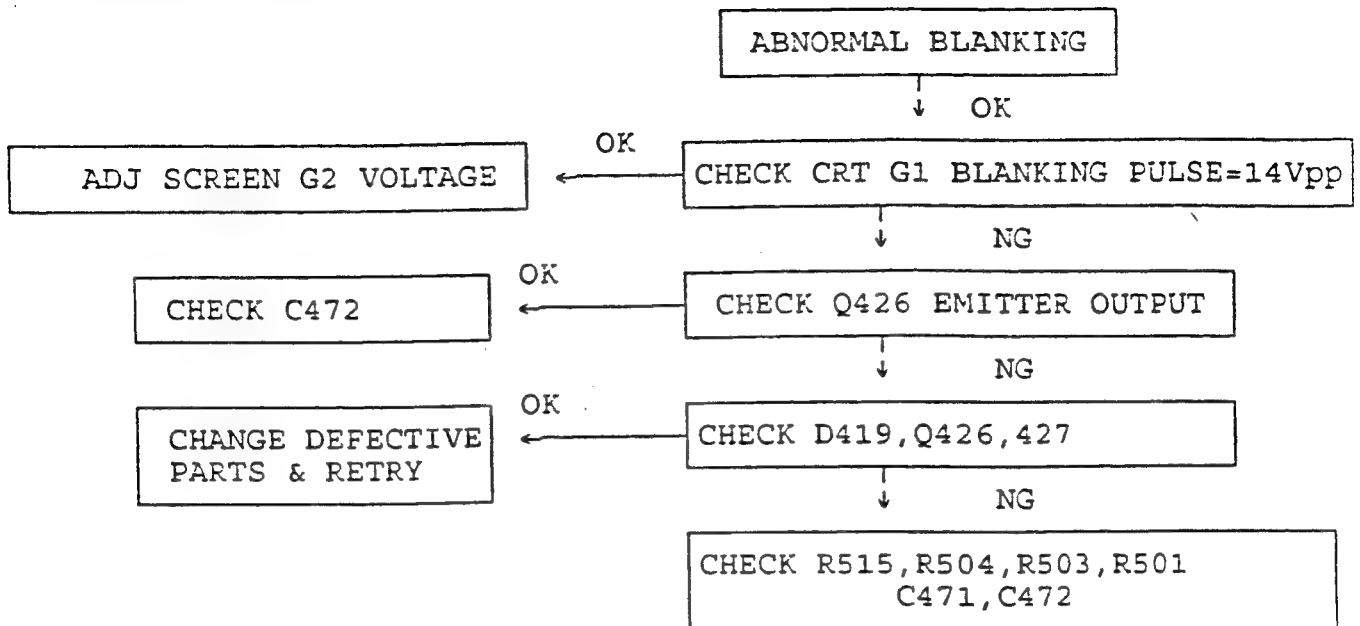 ABNORMAL BLANKING
OK
OK
ADJ SCREEN G2 VOLTAGE
CHECK CRT G1 BLANKING PULSE=14Vpp
NG
OK
CHECK C472
CHECK Q426 EMITTER OUTPUT
NG
OK
CHANGE DEFECTIVE
PARTS & RETRY
CHECK D419,Q426,427
NG
CHECK R515,R504,R503,R501
C471,C472